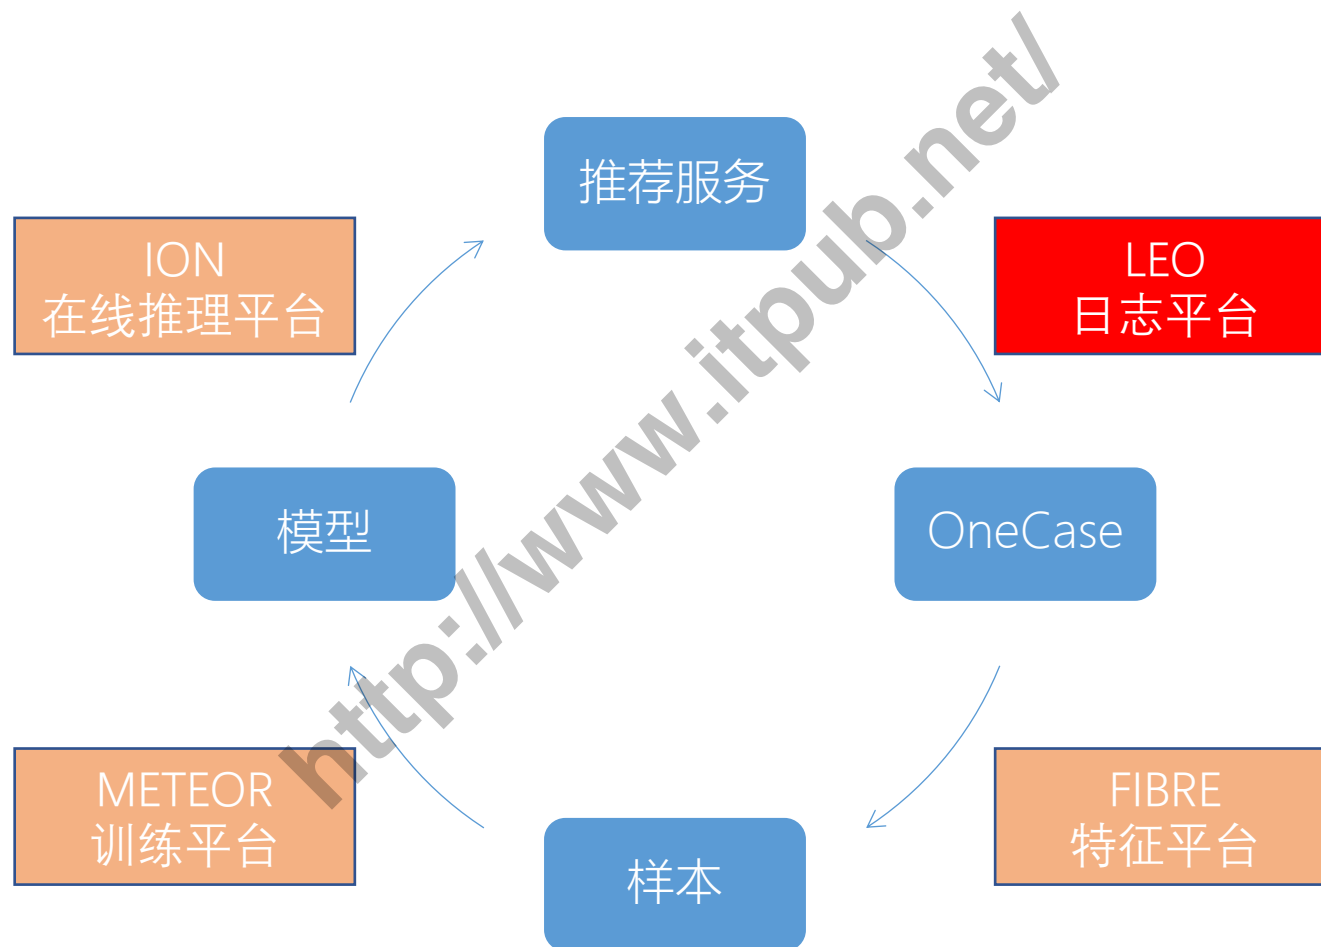 推荐服务
ION
在线推理平台
LEO
日志平台
模型
OneCase
METEOR
训练平台
FIBRE
特征平台
样本
http://www.itpub.net/